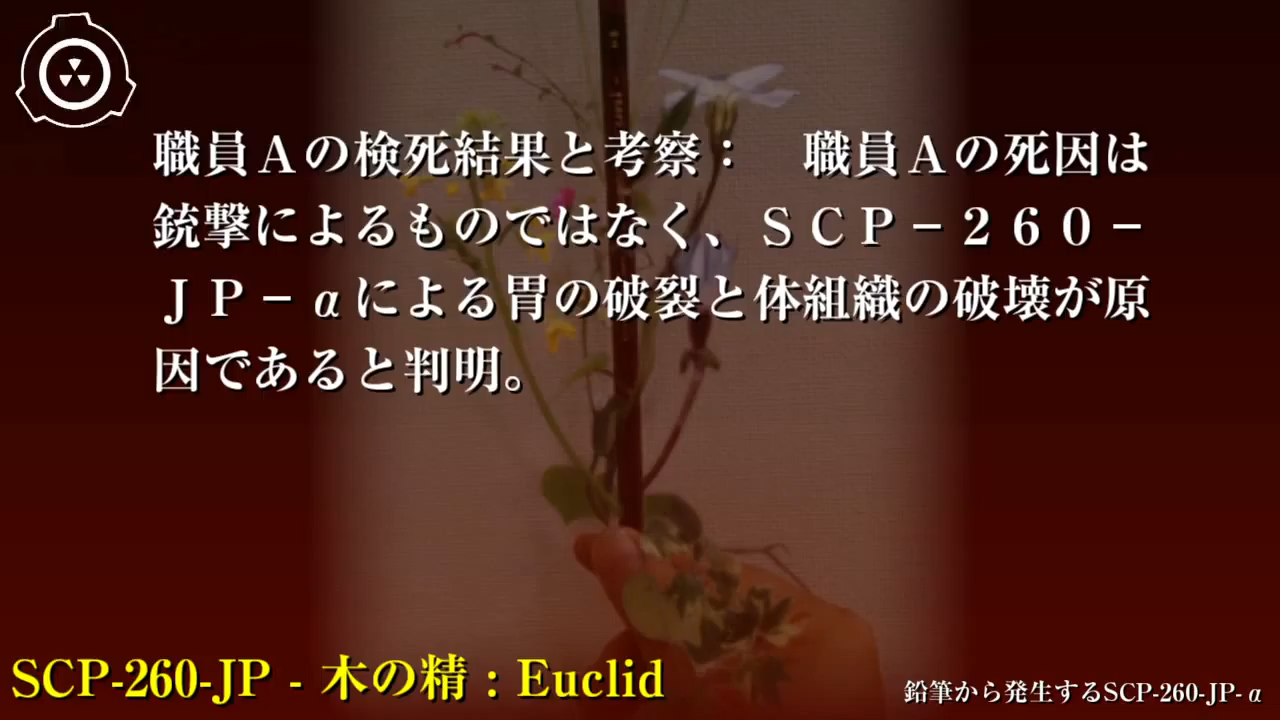 職員Ａの検死結果と考察：　職員Ａの死因は
銃撃によるものではなく、ＳＣＰ－２６０－
ＪＰ－αによる胃の破裂と体組織の破壊が原
因であると判明。
SCP-260-JP - 木の精 : Euclid
鉛筆から発生するSCP-260-JP-α